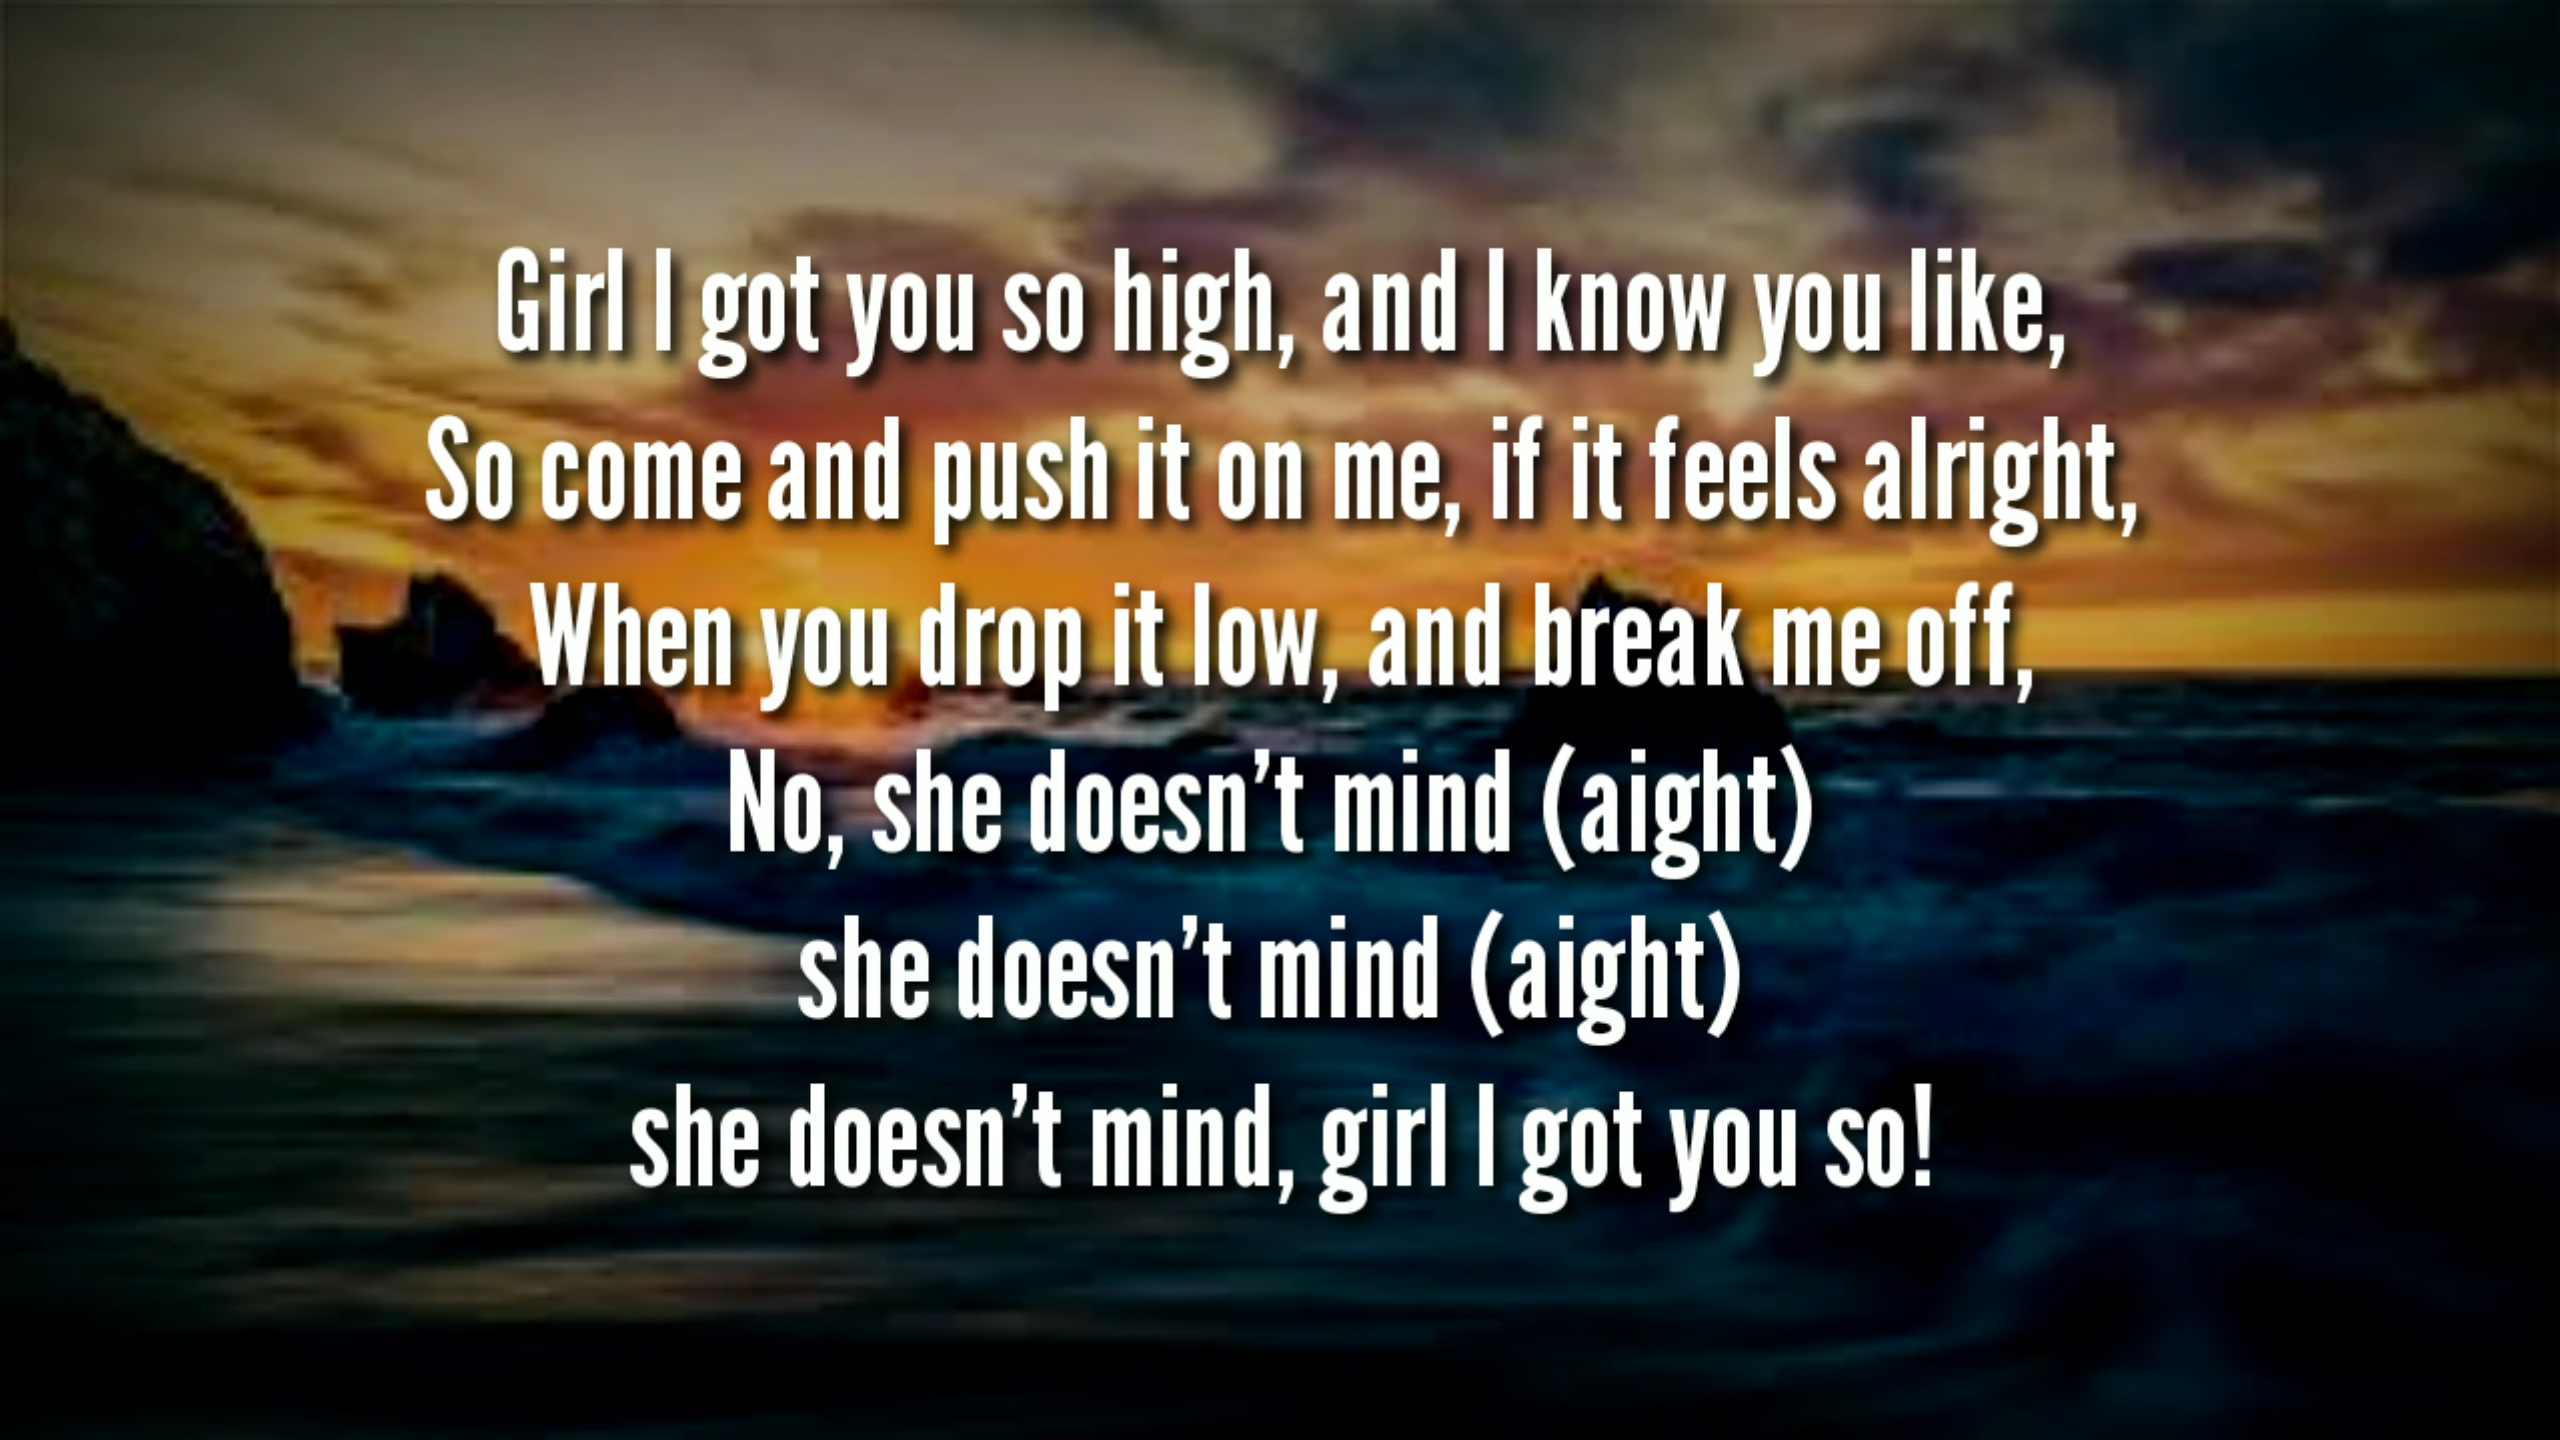 Girl I got you so high, and I know you like,
So come and push it on me, if it feels alright,
When you drop it low, and break me off,
No, she doesn’t mind (aight)
she doesn’t mind (aight)
she doesn’t mind, girl I got you so!